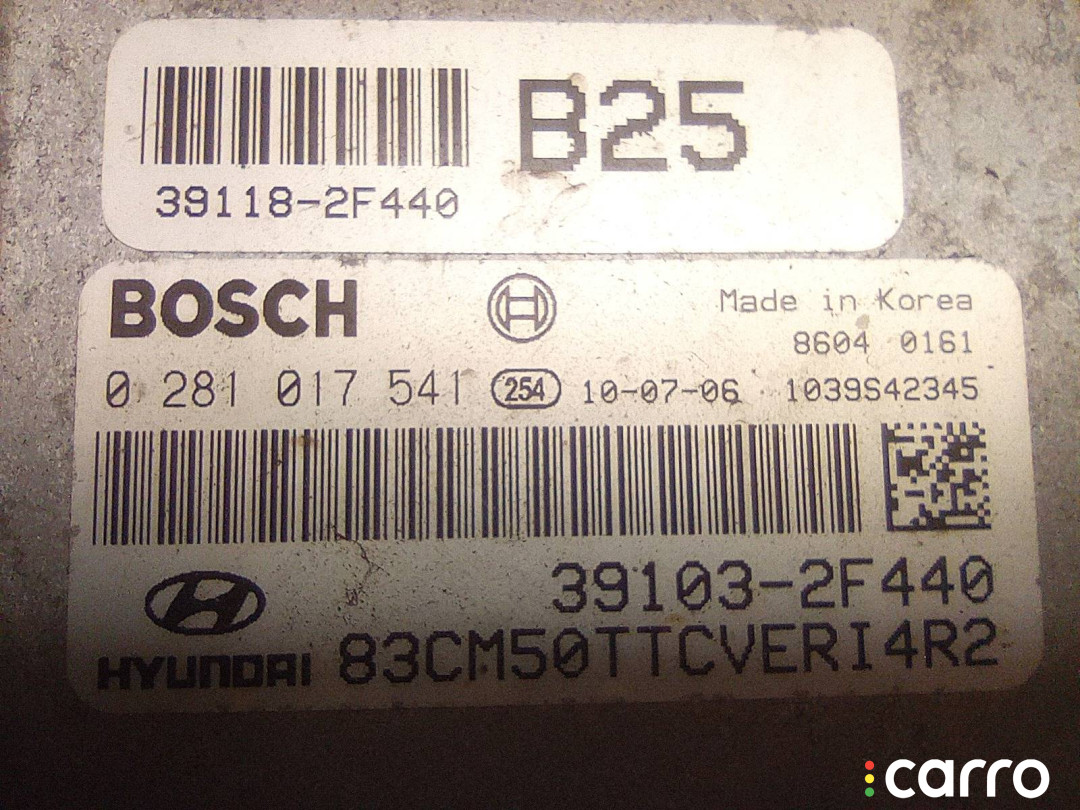 B25
39118-2F440
BOSCH
Made in Korea
8604 0161
0 281 017 541 254 10-07-06 1039S42345
39103-2F440
HYUNDAI 83CM50TTCVERI4R2
carro